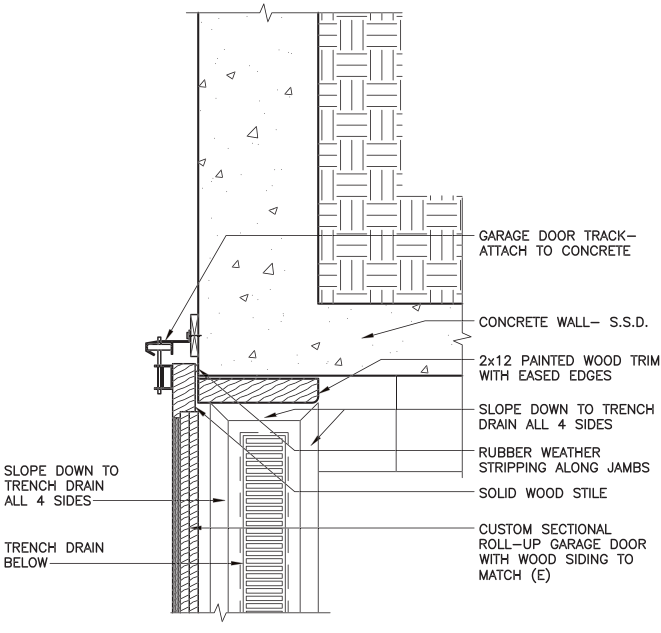 GARAGE DOOR TRACK–
ATTACH TO CONCRETE
CONCRETE WALL– S.S.D.
2x12 PAINTED WOOD TRIM
WITH EASED EDGES
SLOPE DOWN TO TRENCH
DRAIN ALL 4 SIDES
RUBBER WEATHER
STRIPPING ALONG JAMBS
SOLID WOOD STILE
CUSTOM SECTIONAL
ROLL–UP GARAGE DOOR
WITH WOOD SIDING TO
MATCH (E)
SLOPE DOWN TO
TRENCH DRAIN
ALL 4 SIDES
TRENCH DRAIN
BELOW